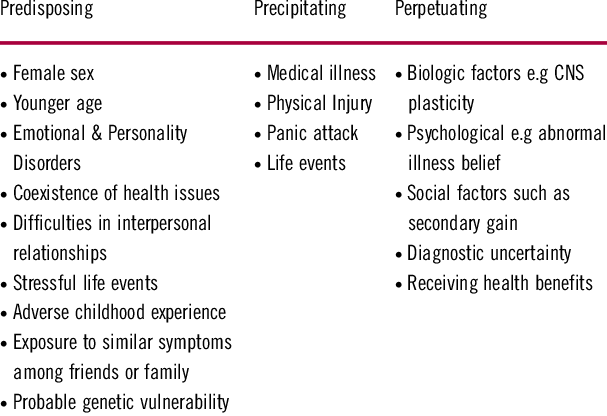 Predisposing
• Female sex
• Younger age
• Emotional & Personality
Disorders
• Coexistence of health issues
• Difficulties in interpersonal
relationships
• Stressful life events
• Adverse childhood experience
• Exposure to similar symptoms
among friends or family
• Probable genetic vulnerability
Precipitating
• Medical illness
• Physical Injury
• Panic attack
• Life events
Perpetuating
• Biologic factors e.g CNS
plasticity
• Psychological e.g abnormal
illness belief
• Social factors such as
secondary gain
• Diagnostic uncertainty
• Receiving health benefits